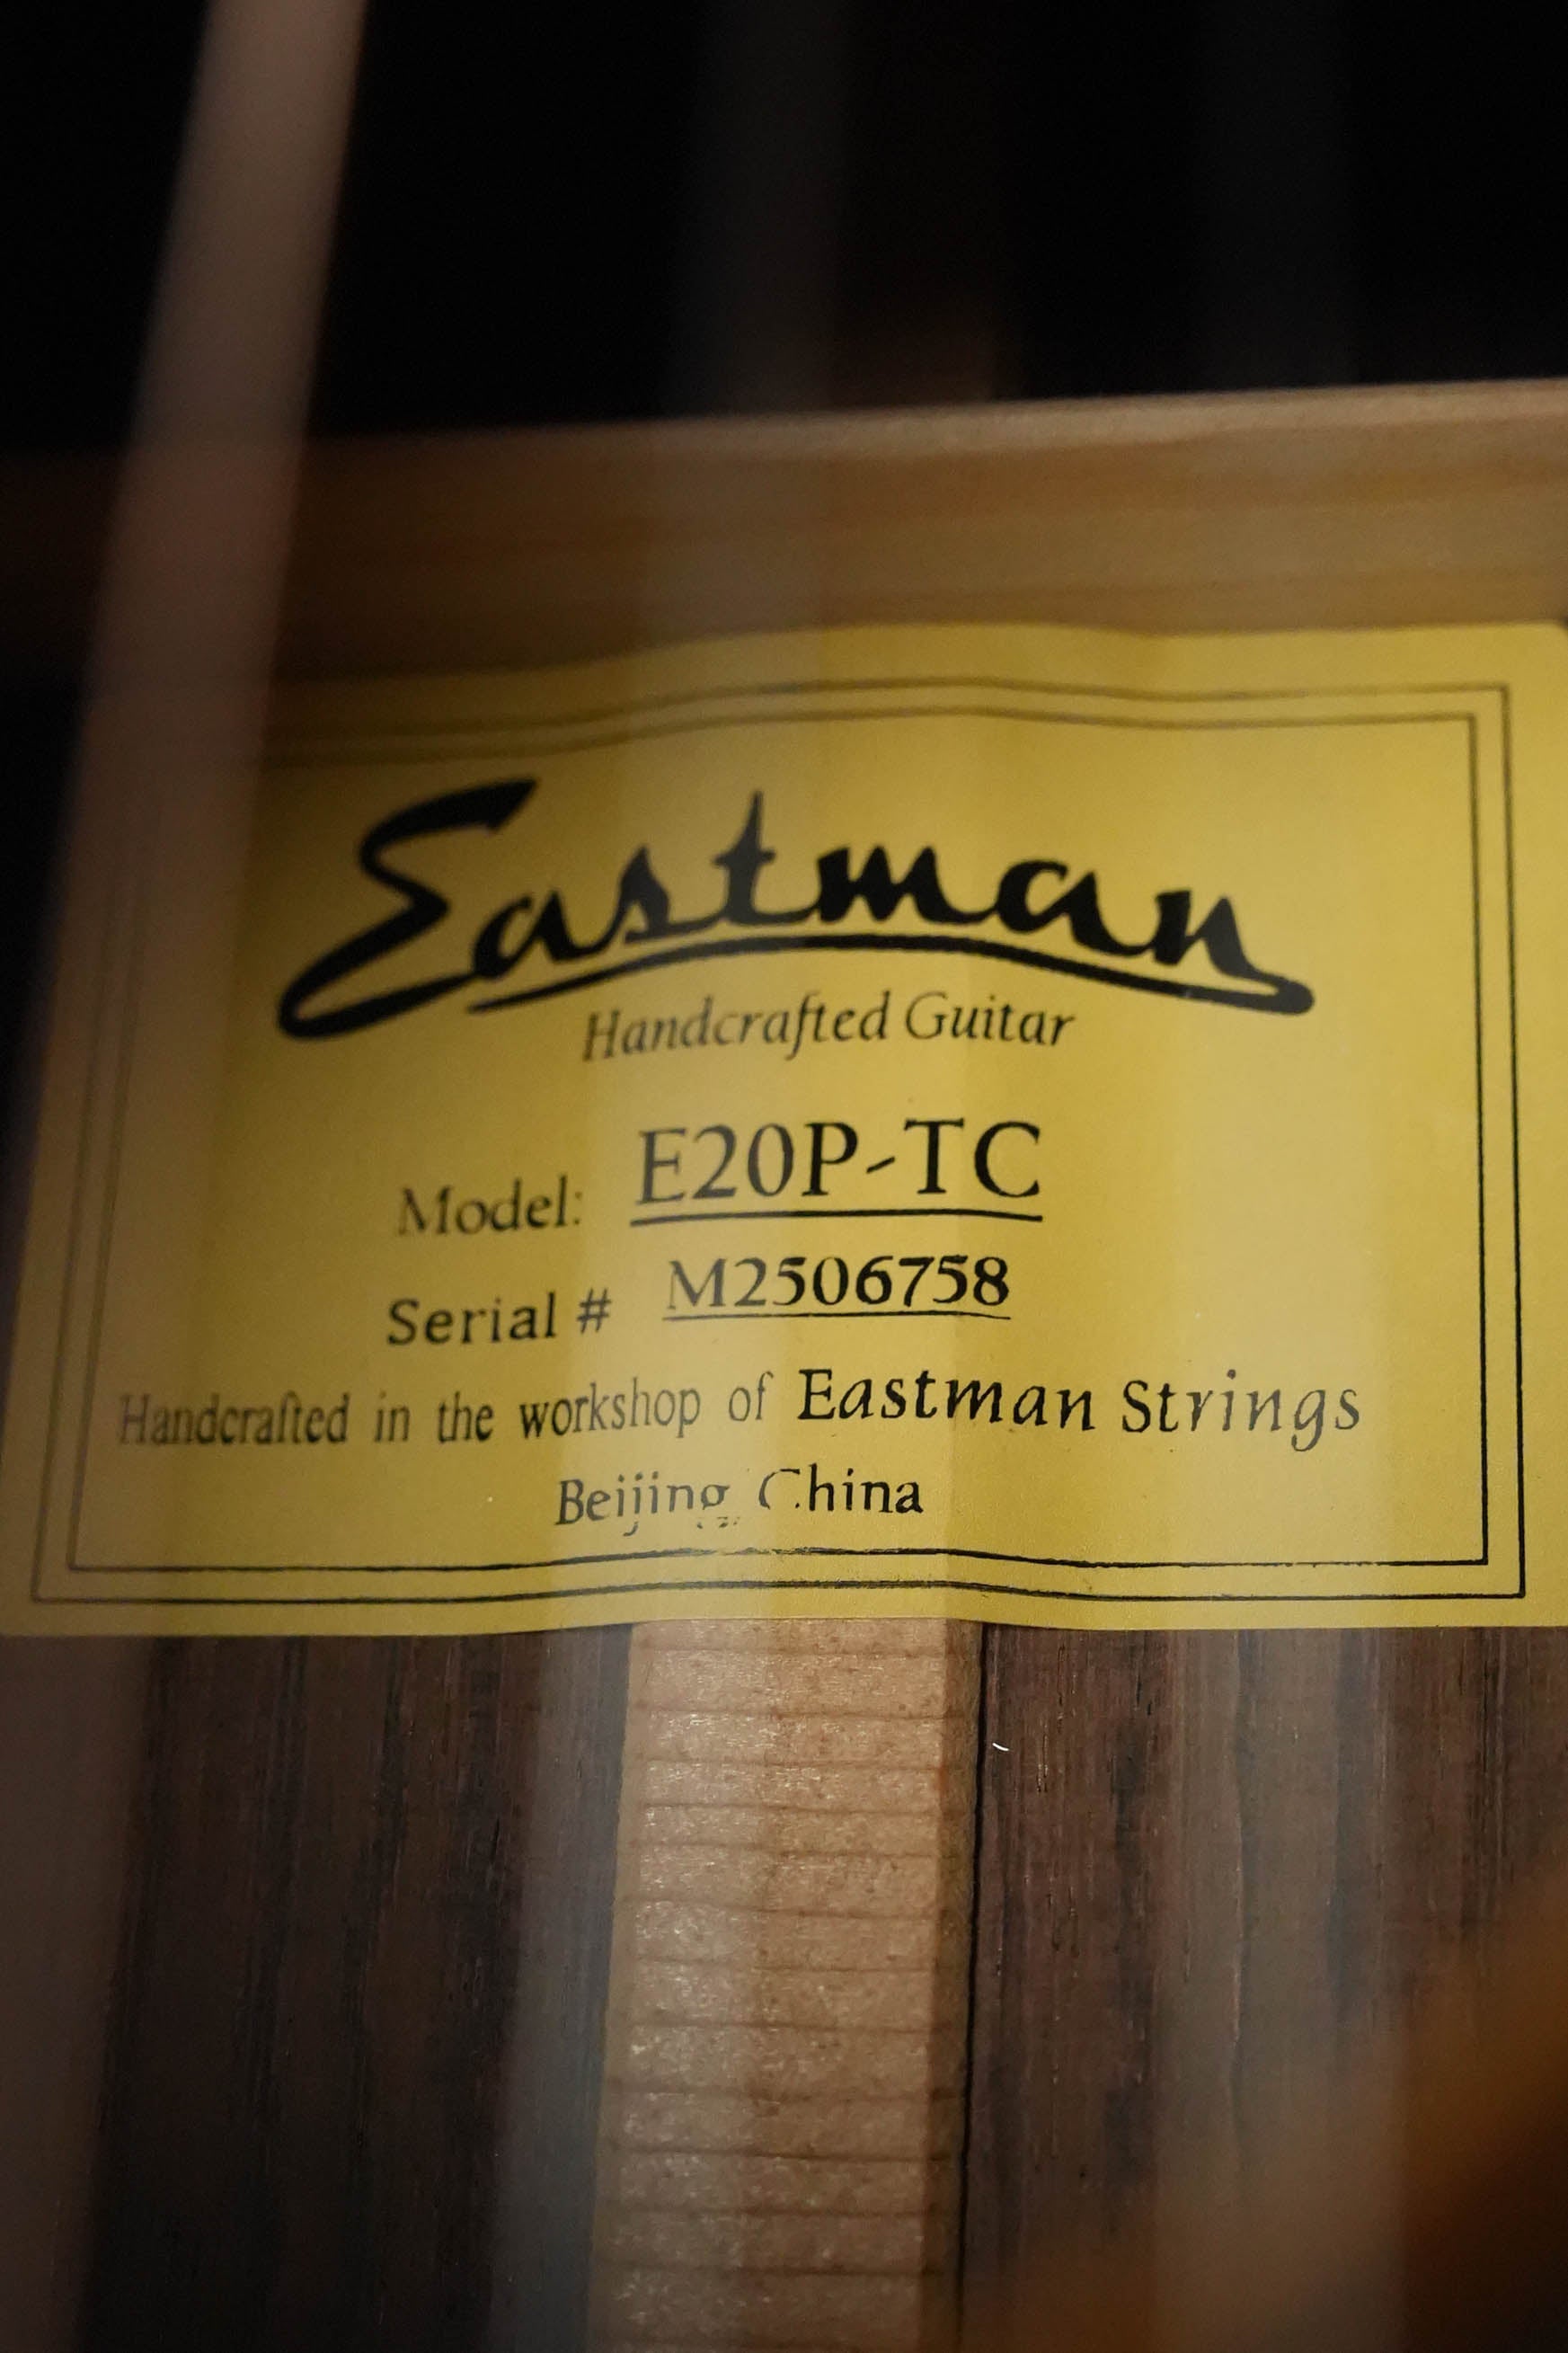 Eastman
Handcrafted Guitar
Model: E20P-TC
Serial # M2506758
Handcrafted in the workshop of Eastman Strings
Beijing China